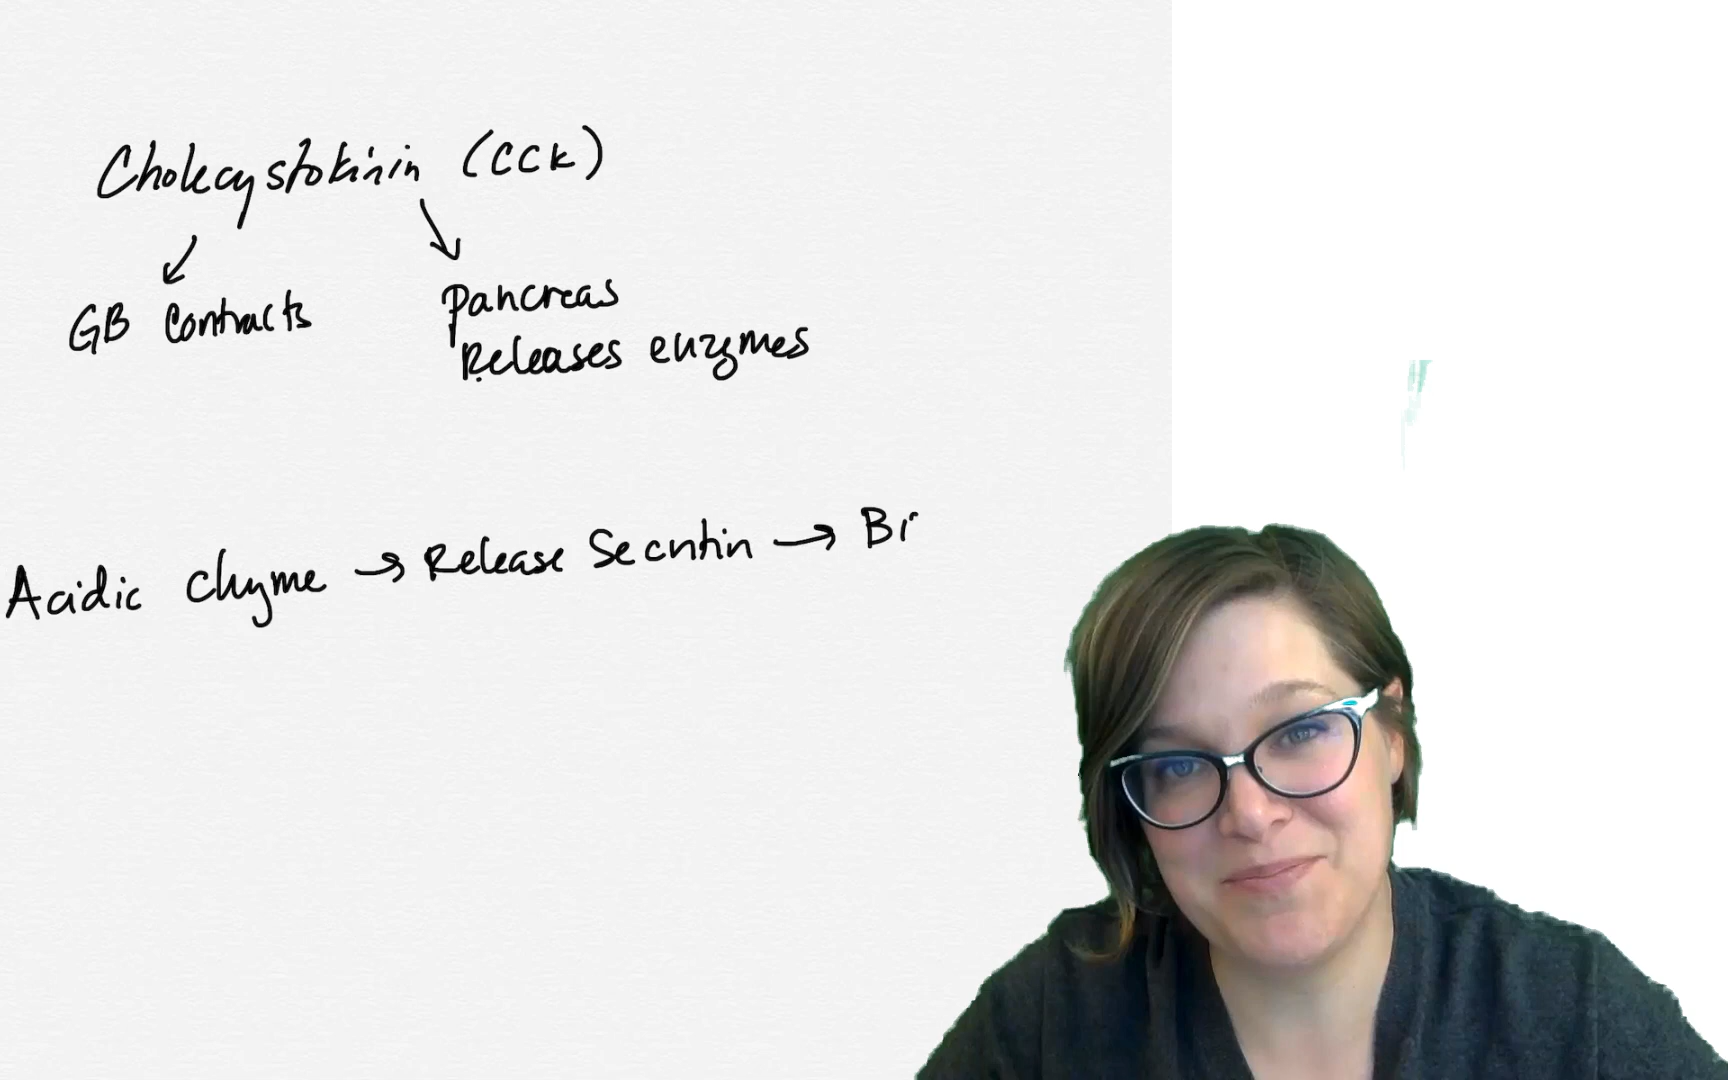 Cholecystokinin (CCK)
GB contracts
Pancreas
Releases enzymes
Acidic chyme → Release Secretin → Bi